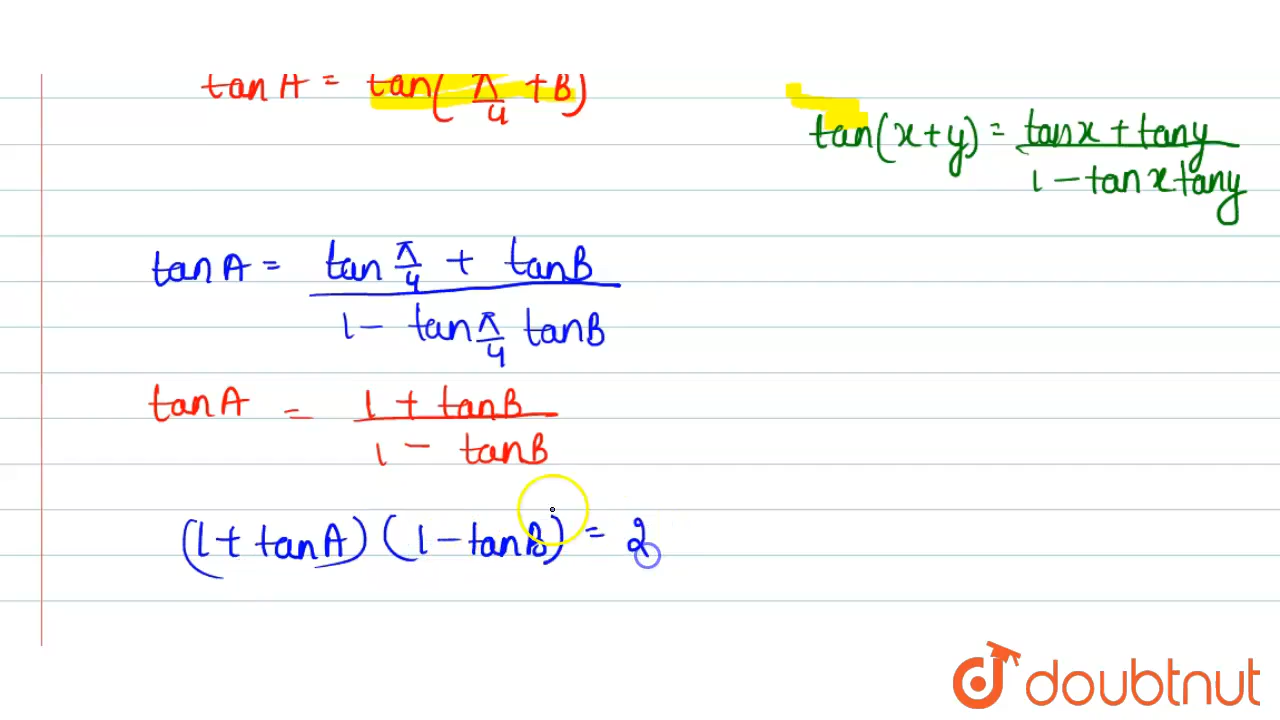 tan A = tan(π/4 + B)
tan(x+y) = (tan x + tan y)/(1 - tan x tan y)
tan A = (tan π/4 + tan B)/(1 - tan π/4 tan B)
tan A = (1 + tan B)/(1 - tan B)
(1 + tan A)(1 - tan B) = 2
doubtnut